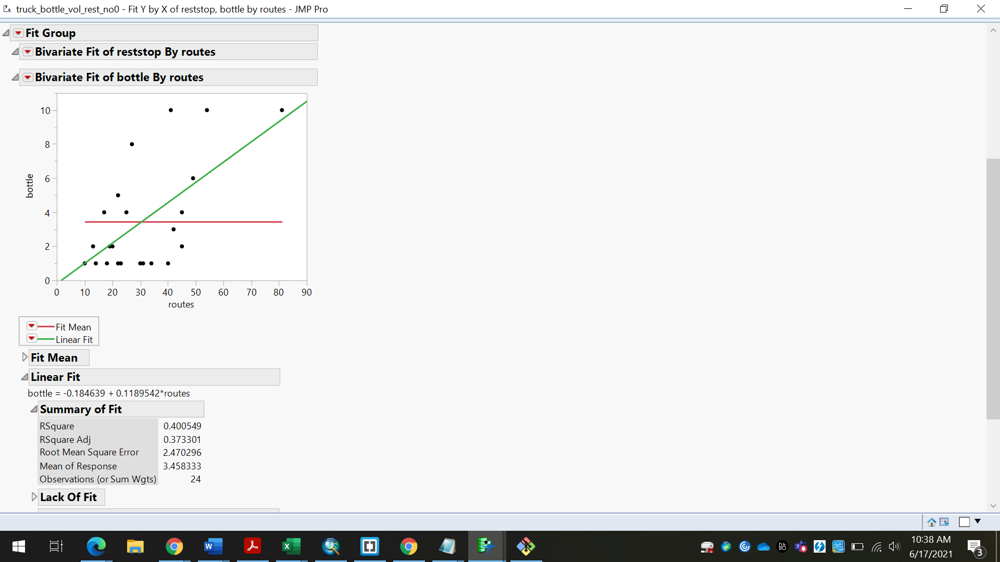 truck_bottle_vol_rest_no0 - Fit Y by X of reststop, bottle by routes - JMP Pro
Fit Group
Bivariate Fit of reststop By routes
Bivariate Fit of bottle By routes
10
8
6
4
2
0
bottle
0 10 20 30 40 50 60 70 80 90
routes
Fit Mean
Linear Fit
Fit Mean
Linear Fit
bottle = -0.184639 + 0.1189542*routes
Summary of Fit
RSquare 0.400549
RSquare Adj 0.373301
Root Mean Square Error 2.470296
Mean of Response 3.458333
Observations (or Sum Wgts) 24
Lack Of Fit
10:38 AM
6/17/2021
3